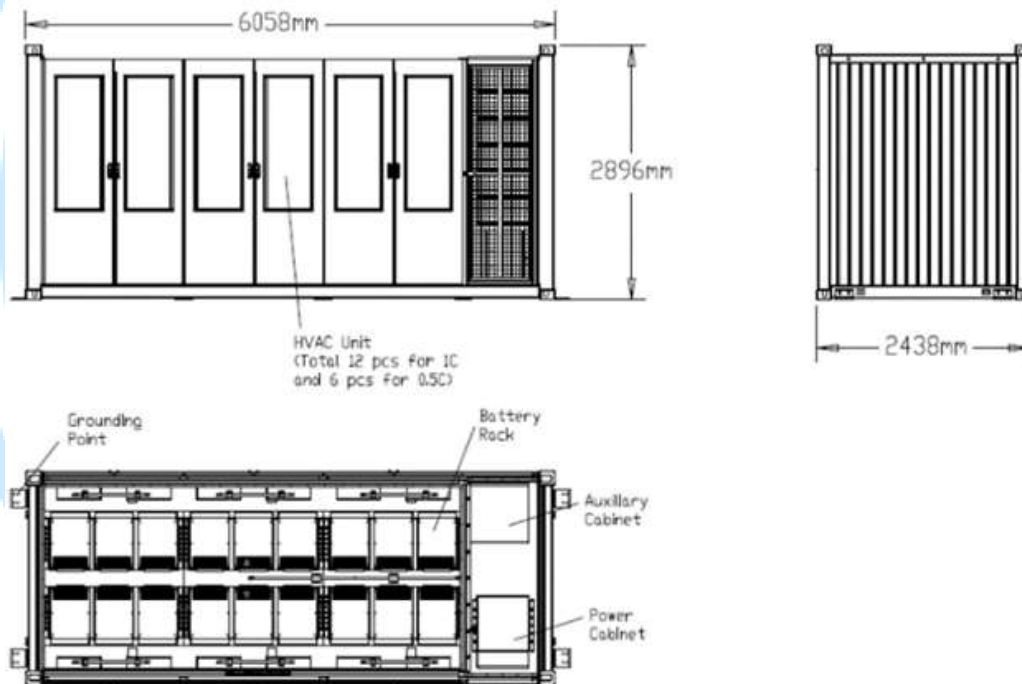 6058mm
2896mm
2438mm
HVAC Unit
(Total 12 pcs for 1C
and 6 pcs for 0.5C)
Grounding
Point
Battery
Rack
Auxillary
Cabinet
Power
Cabinet